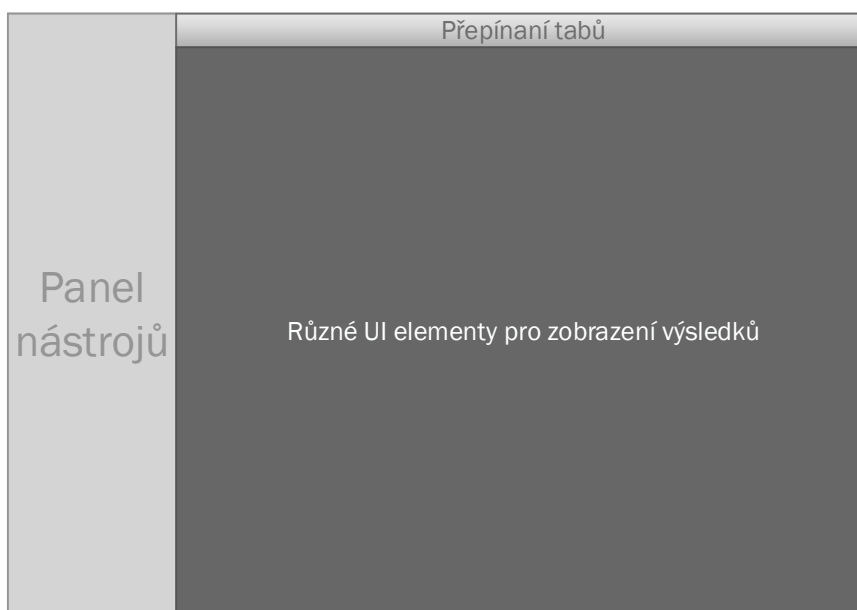 Přepínaní tabů
Panel
nástrojů
Různé UI elementy pro zobrazení výsledků